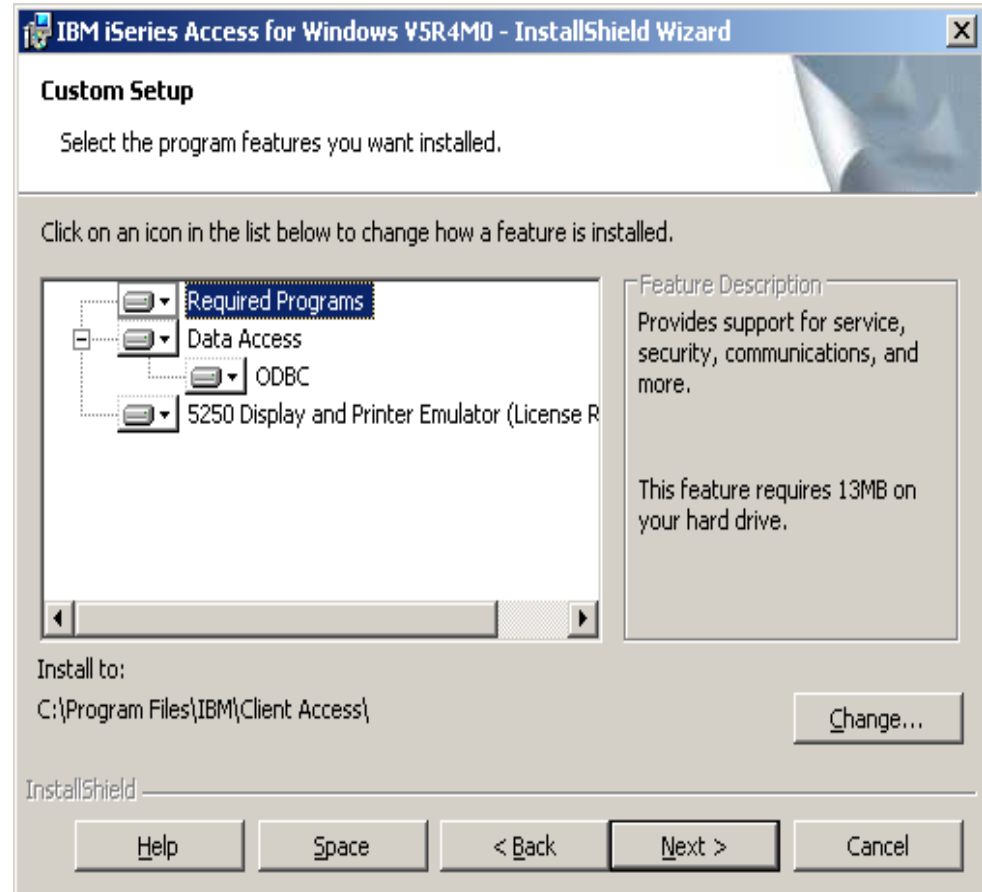 IBM iSeries Access for Windows V5R4M0 - InstallShield Wizard
Custom Setup
Select the program features you want installed.
Click on an icon in the list below to change how a feature is installed.
Required Programs
Data Access
ODBC
5250 Display and Printer Emulator (License R
Feature Description
Provides support for service,
security, communications, and
more.
This feature requires 13MB on
your hard drive.
Install to:
C:\Program Files\IBM\Client Access\
Change...
InstallShield
Help
Space
< Back
Next >
Cancel